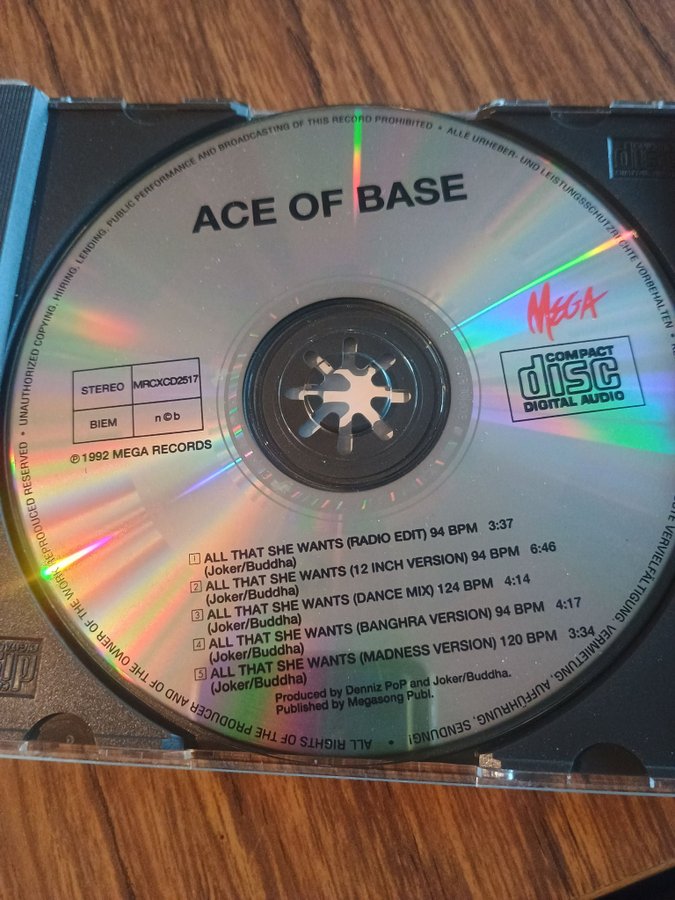 UNAUTHORIZED COPYING, HIRING, LENDING, PUBLIC PERFORMANCE AND BROADCASTING OF THIS RECORD PROHIBITED • ALLE URHEBER- UND LEISTUNGSSCHUTZRECHTE VORBEHALTEN •
ACE OF BASE
MEGA
COMPACT
disc
DIGITAL AUDIO
STEREO MRCXCD2517
BIEM n©b
℗ 1992 MEGA RECORDS
1 ALL THAT SHE WANTS (RADIO EDIT) 94 BPM 3:37
(Joker/Buddha)
2 ALL THAT SHE WANTS (12 INCH VERSION) 94 BPM 6:46
(Joker/Buddha)
3 ALL THAT SHE WANTS (DANCE MIX) 124 BPM 4:14
(Joker/Buddha)
4 ALL THAT SHE WANTS (BANGHRA VERSION) 94 BPM 4:17
(Joker/Buddha)
5 ALL THAT SHE WANTS (MADNESS VERSION) 120 BPM 3:34
(Joker/Buddha)
Produced by Denniz PoP and Joker/Buddha.
Published by Megasong Publ.
VERVIELFÄLTIGUNG, VERMIETUNG, AUFFÜHRUNG, SENDUNG!
ALL RIGHTS OF THE PRODUCER AND OF THE OWNER OF THE WORK REPRODUCED RESERVED •
disc